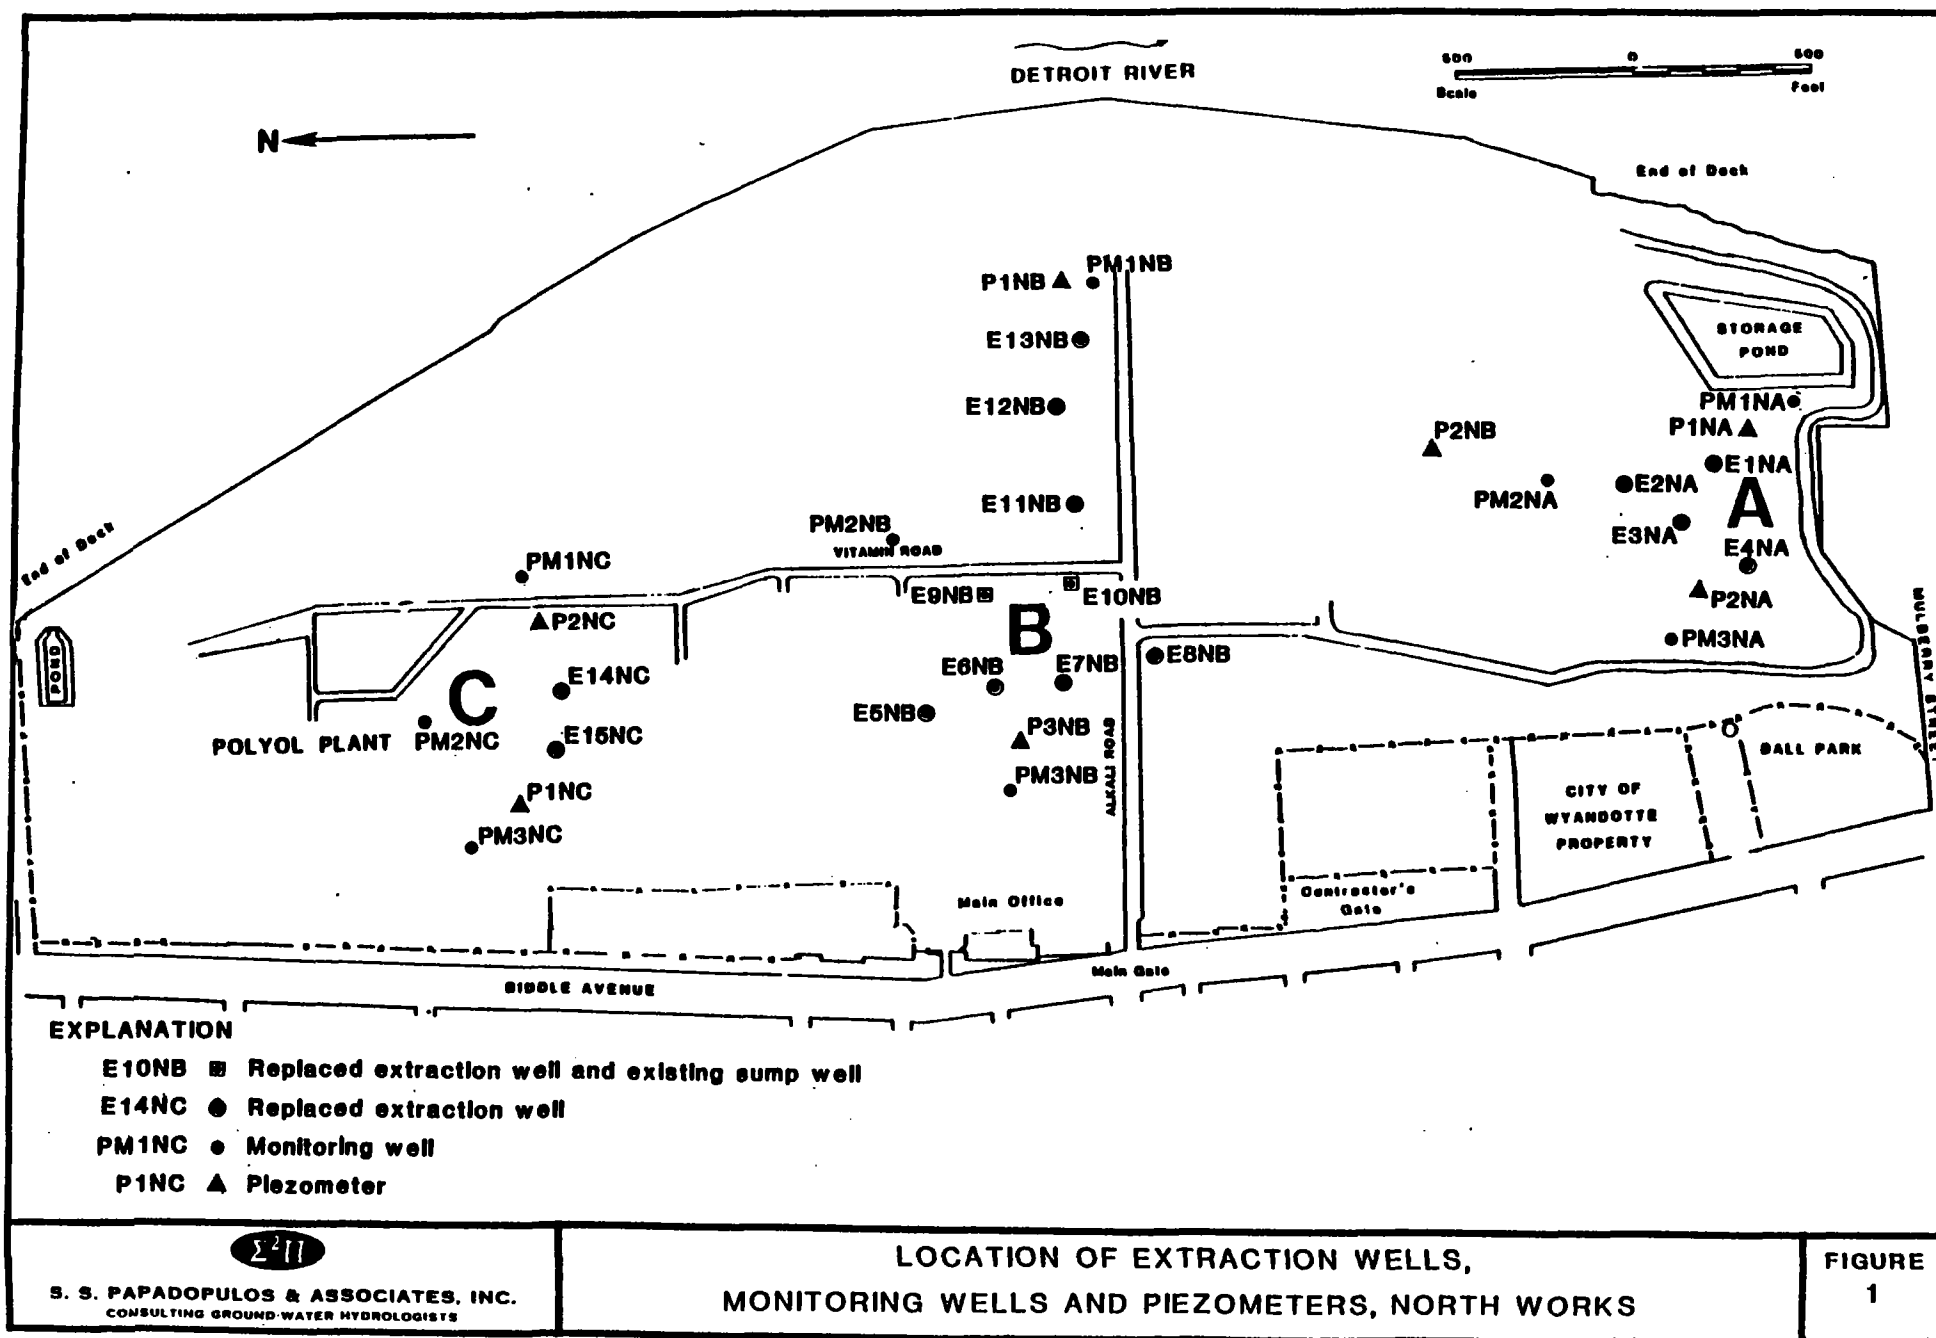 DETROIT RIVER
500 0 500
Scale Feet
N
End of Dock
PM1NB
P1NB
E13NB
STORAGE
POND
E12NB
PM1NA
P1NA
P2NB
E1NA
E2NA
PM2NA
A
E11NB
E3NA
PM2NB
E4NA
VITAMIN ROAD
End of Dock
PM1NC
E9NB
E10NB
P2NA
MULBERRY STREET
P2NC
B
PM3NA
POND
E6NB
E7NB
E8NB
E14NC
C
E5NB
POLYOL PLANT
PM2NC
E15NC
P3NB
BALL PARK
ALKALI ROAD
PM3NB
P1NC
CITY OF
WYANDOTTE
PROPERTY
PM3NC
Main Office
Contractor's
Gate
Main Gate
BIDDLE AVENUE
EXPLANATION
E10NB Replaced extraction well and existing sump well
E14NC Replaced extraction well
PM1NC Monitoring well
P1NC Piezometer
Σ²Π
S. S. PAPADOPULOS & ASSOCIATES, INC.
CONSULTING GROUND-WATER HYDROLOGISTS
LOCATION OF EXTRACTION WELLS,
MONITORING WELLS AND PIEZOMETERS, NORTH WORKS
FIGURE
1